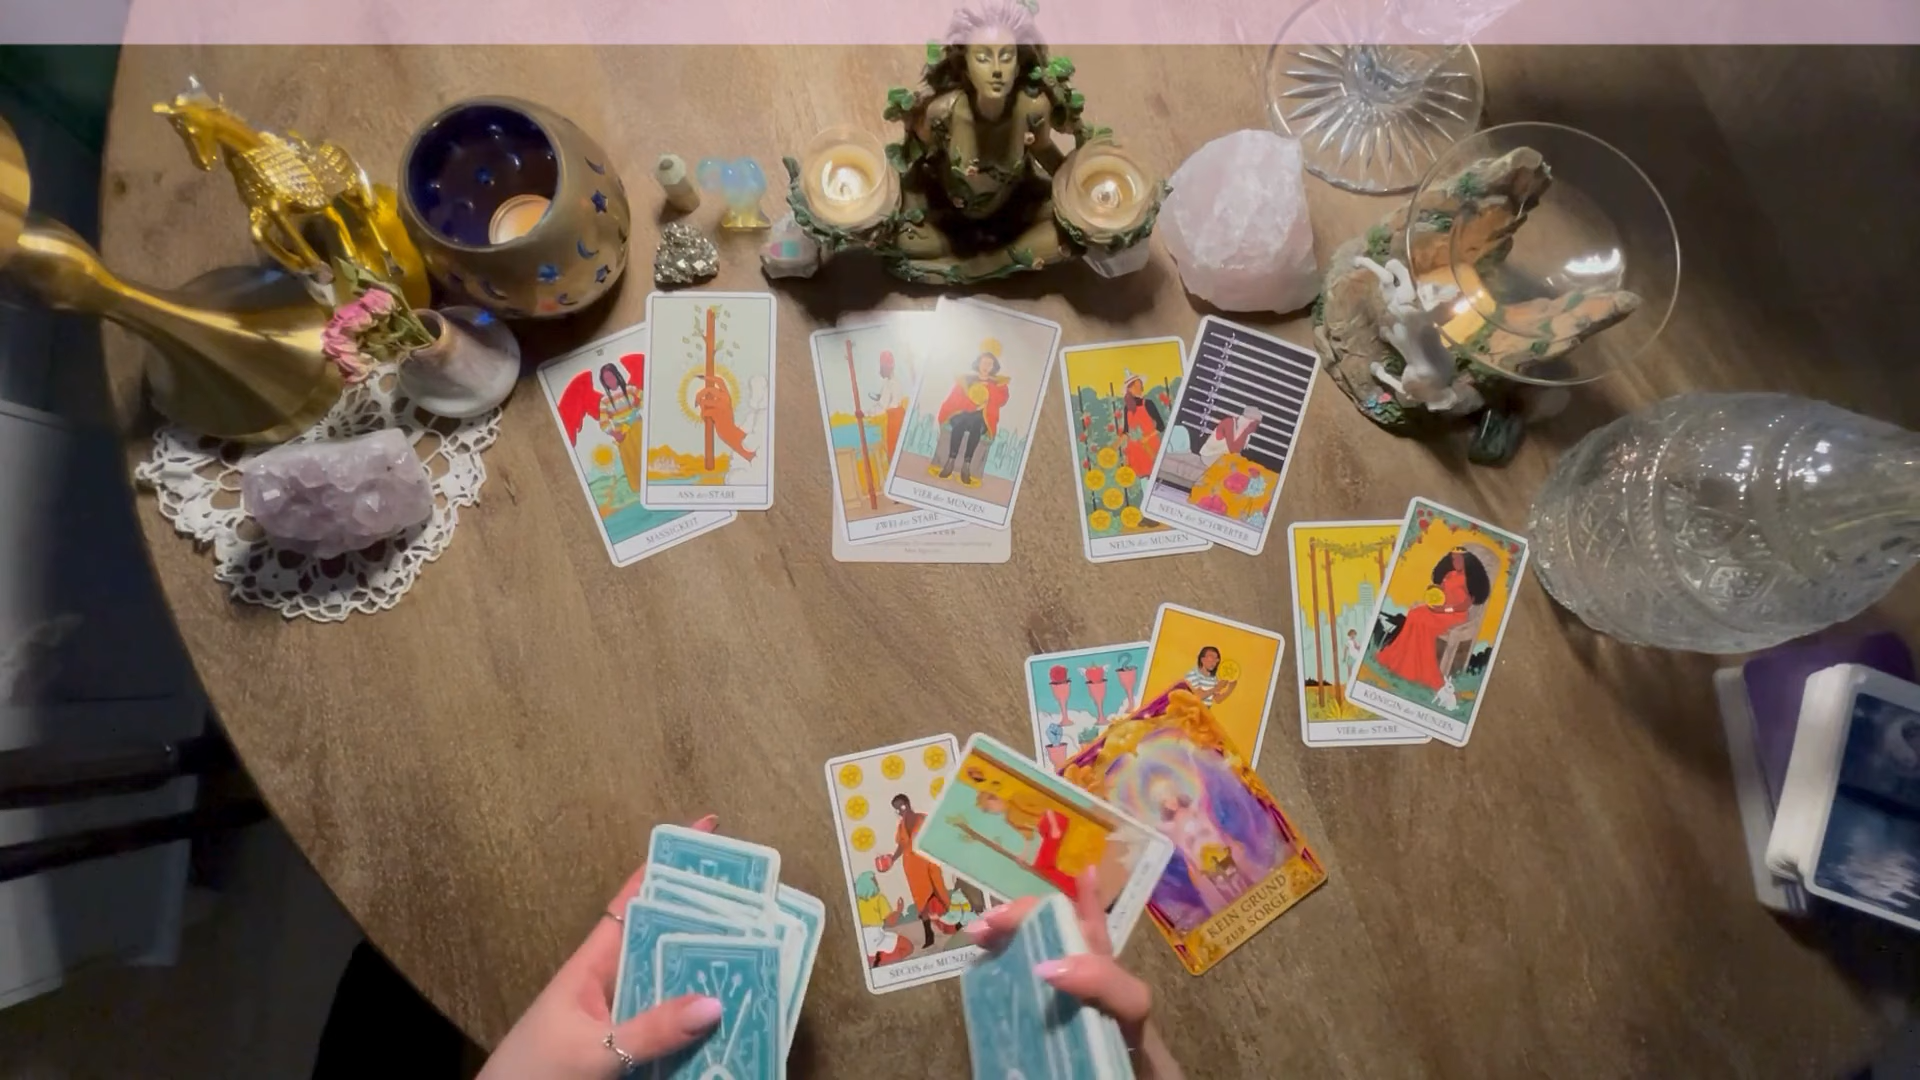 ASS der STÄBE
MÄSSIGKEIT
ZWEI der STÄBE
VIER der MÜNZEN
NEUN der MÜNZEN
NEUN der SCHWERTER
VIER der STÄBE
KÖNIGIN der MÜNZEN
SECHS der MÜNZEN
KEIN GRUND
ZUR SORGE